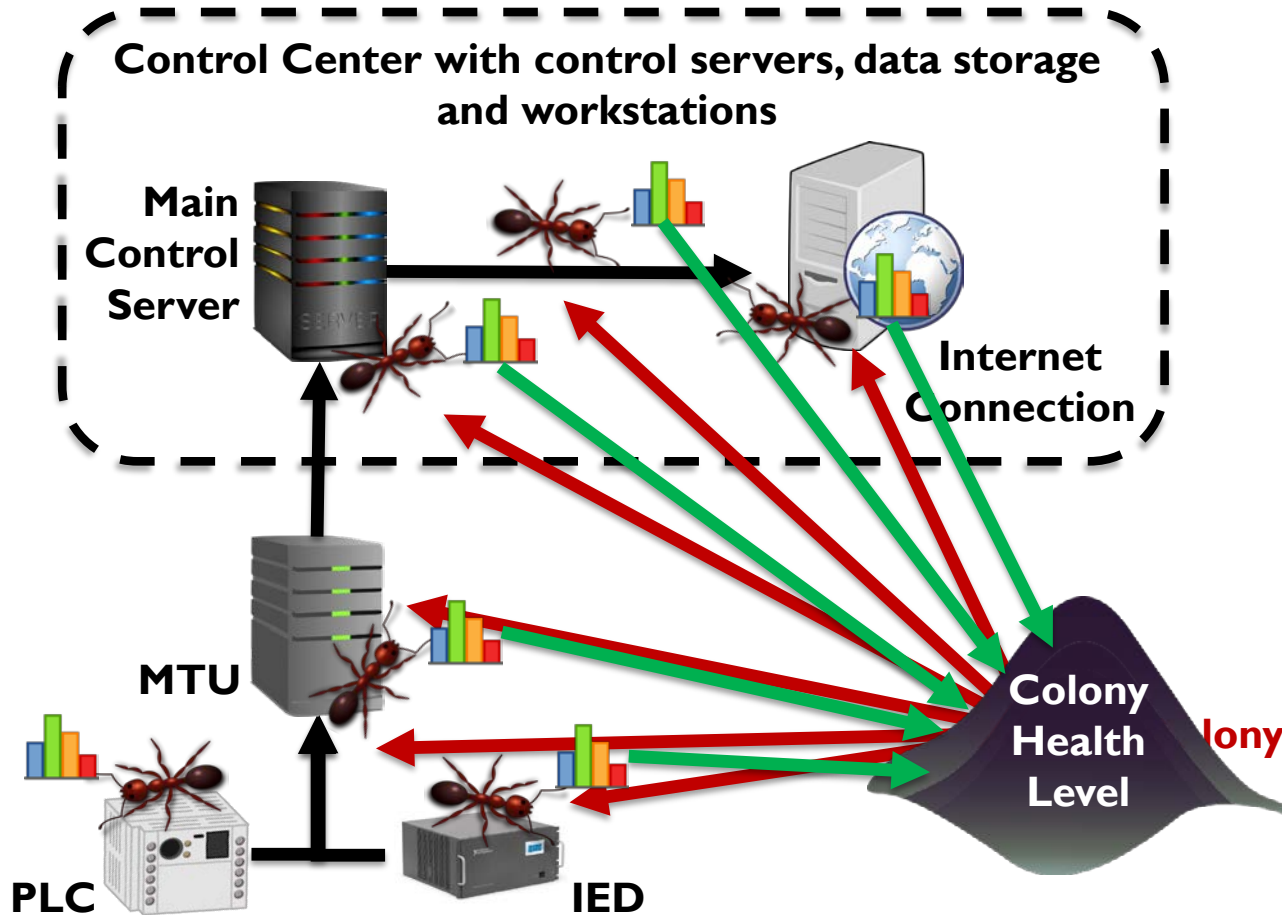 Control Center with control servers, data storage
and workstations
Main
Control
Server
SERVER
Internet
Connection
MTU
Colony
Health
Level
lony
PLC
IED